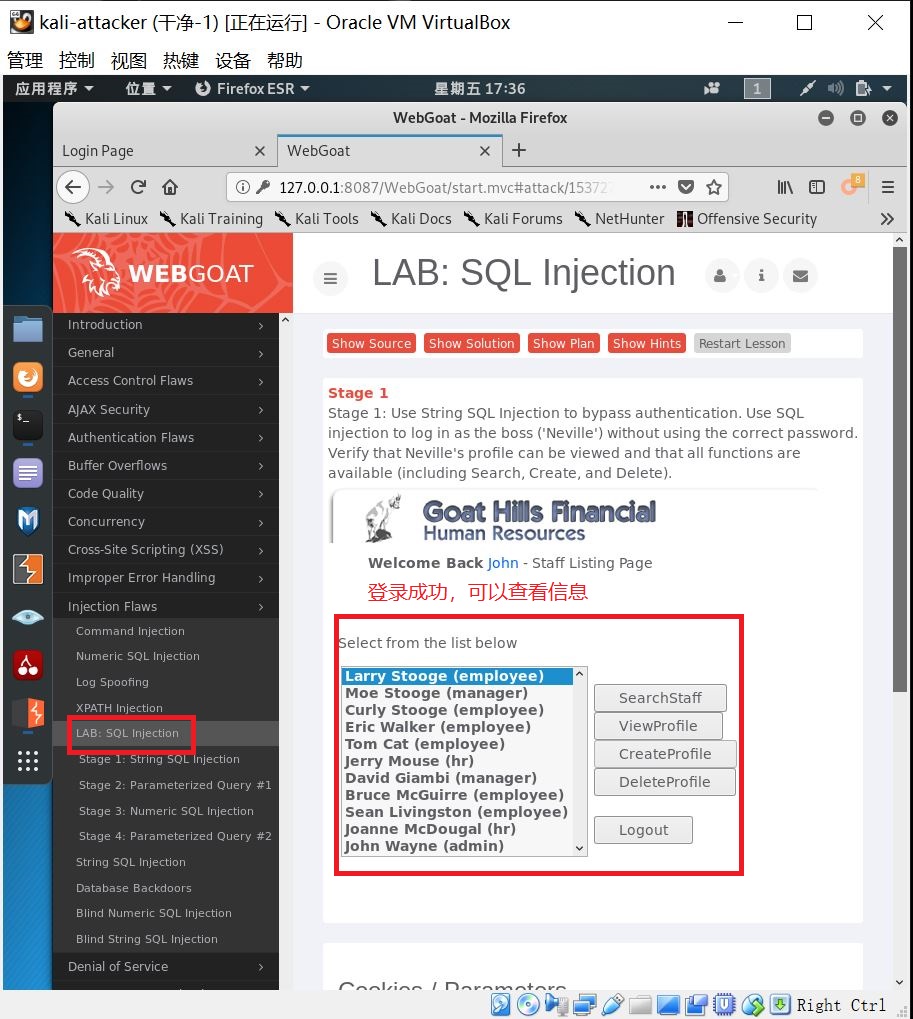 kali-attacker (干净-1) [正在运行] - Oracle VM VirtualBox
管理 控制 视图 热键 设备 帮助
应用程序 位置 Firefox ESR 星期五 17:36 1
WebGoat - Mozilla Firefox
Login Page WebGoat
127.0.0.1:8087/WebGoat/start.mvc#attack/15372 8
Kali Linux Kali Training Kali Tools Kali Docs Kali Forums NetHunter Offensive Security
WEBGOAT
LAB: SQL Injection
Introduction
General
Access Control Flaws
AJAX Security
Authentication Flaws
Buffer Overflows
Code Quality
Concurrency
Cross-Site Scripting (XSS)
Improper Error Handling
Injection Flaws
Command Injection
Numeric SQL Injection
Log Spoofing
XPATH Injection
LAB: SQL Injection
Stage 1: String SQL Injection
Stage 2: Parameterized Query #1
Stage 3: Numeric SQL Injection
Stage 4: Parameterized Query #2
String SQL Injection
Database Backdoors
Blind Numeric SQL Injection
Blind String SQL Injection
Denial of Service
Show Source Show Solution Show Plan Show Hints Restart Lesson
Stage 1
Stage 1: Use String SQL Injection to bypass authentication. Use SQL
injection to log in as the boss ('Neville') without using the correct password.
Verify that Neville's profile can be viewed and that all functions are
available (including Search, Create, and Delete).
Goat Hills Financial
Human Resources
Welcome Back John - Staff Listing Page
登录成功，可以查看信息
Select from the list below
Larry Stooge (employee)
Moe Stooge (manager)
Curly Stooge (employee)
Eric Walker (employee)
Tom Cat (employee)
Jerry Mouse (hr)
David Giambi (manager)
Bruce McGuirre (employee)
Sean Livingston (employee)
Joanne McDougal (hr)
John Wayne (admin)
SearchStaff
ViewProfile
CreateProfile
DeleteProfile
Logout
Cookies / Parameters
Right Ctrl